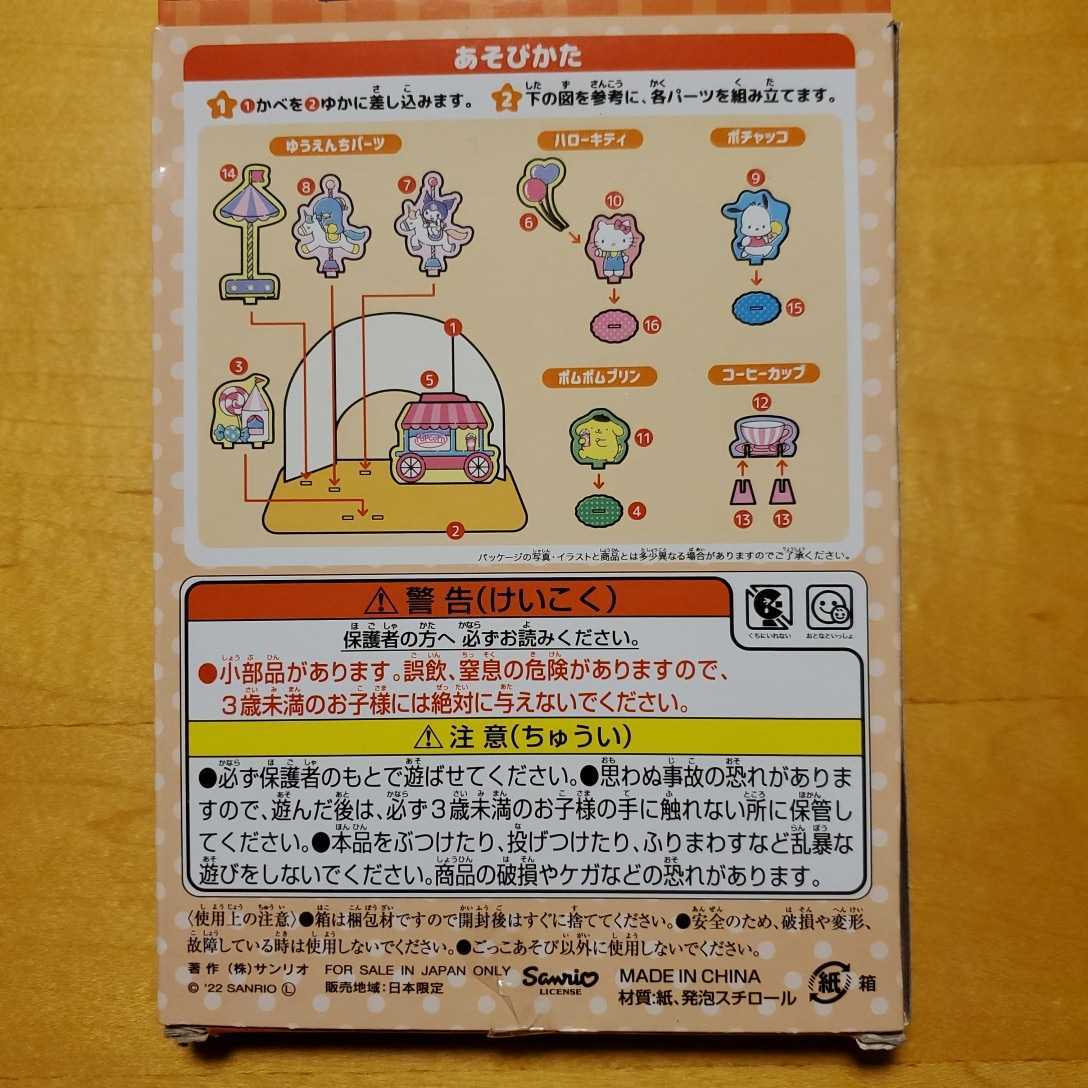 あそびかた
1 ❶かべを❷ゆかに差し込みます。
2 下の図を参考に、各パーツを組み立てます。
ゆうえんちパーツ
ハローキティ
ポチャッコ
14
8
7
6
10
9
16
15
1
3
5
POPCORN
2
ポムポムプリン
コーヒーカップ
11
4
12
13
13
パッケージの写真・イラストと商品とは多少異なる場合がありますのでご了承ください。
⚠警告(けいこく)
保護者の方へ 必ずお読みください。
くちにいれない
おとなといっしょ
●小部品があります。誤飲、窒息の危険がありますので、
3歳未満のお子様には絶対に与えないでください。
⚠注意(ちゅうい)
●必ず保護者のもとで遊ばせてください。●思わぬ事故の恐れがありま
すので、遊んだ後は、必ず3歳未満のお子様の手に触れない所に保管し
てください。●本品をぶつけたり、投げつけたり、ふりまわすなど乱暴な
遊びをしないでください。商品の破損やケガなどの恐れがあります。
〈使用上の注意〉●箱は梱包材ですので開封後はすぐに捨ててください。●安全のため、破損や変形、
故障している時は使用しないでください。●ごっこあそび以外に使用しないでください。
著作 (株)サンリオ FOR SALE IN JAPAN ONLY
© '22 SANRIO Ⓛ 販売地域:日本限定
Sanrio
LICENSE
MADE IN CHINA
材質:紙、発泡スチロール
紙 箱